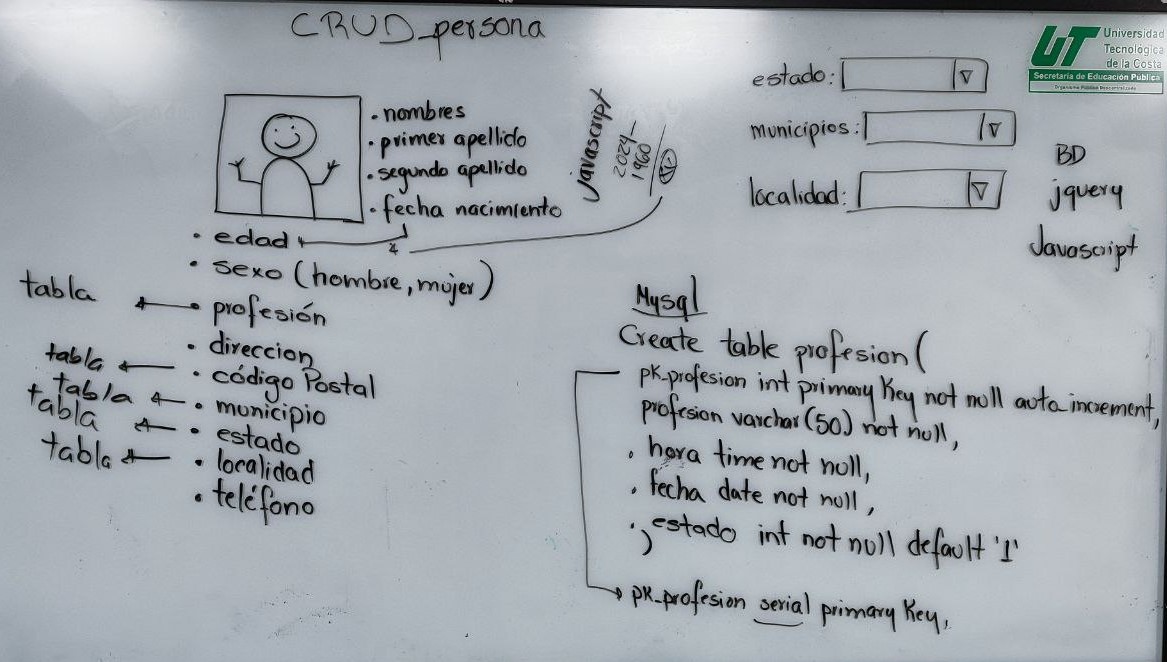 CRUD_persona
Universidad
Tecnológica
de la Costa
Secretaría de Educación Pública
Organismo Público Descentralizado
• nombres
• primer apellido
• segundo apellido
• fecha nacimiento
• edad
• sexo (hombre, mujer)
tabla • profesión
• direccion
tabla • código Postal
tabla • municipio
tabla • estado
tabla • localidad
• teléfono
Javascript
2024-
1960
estado:
municipios:
localidad:
BD
jquery
Javascript
Mysql
Create table profesion(
pk_profesion int primary key not null auto_increment,
profesion varchar(50) not null,
. hora time not null,
. fecha date not null,
. estado int not null default '1'
)
pk_profesion serial primary key,